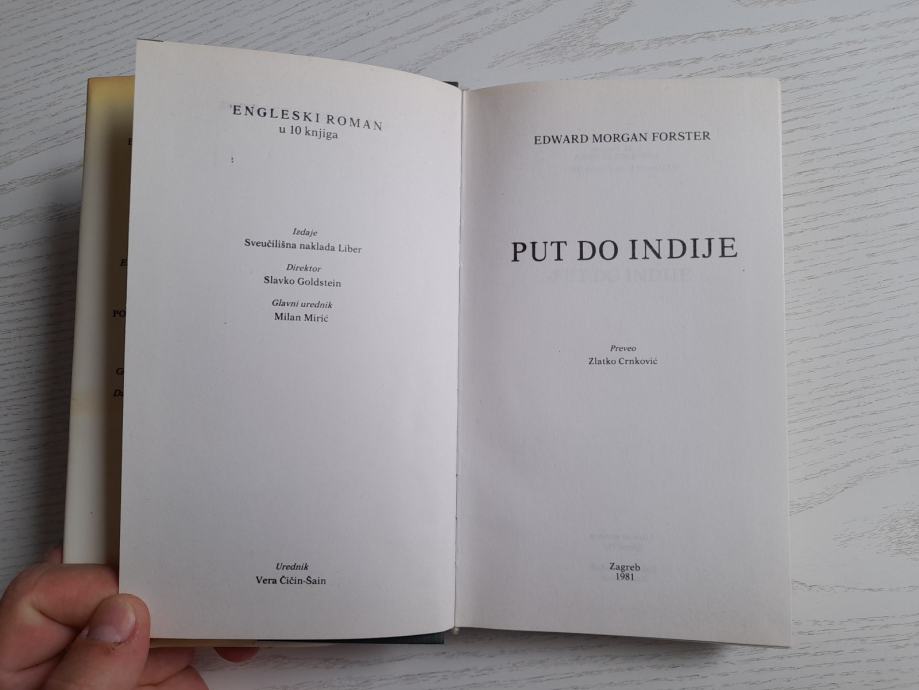 ENGLESKI ROMAN
u 10 knjiga
Izdaje
Sveučilišna naklada Liber
Direktor
Slavko Goldstein
Glavni urednik
Milan Mirić
Urednik
Vera Čičin-Šain
EDWARD MORGAN FORSTER
PUT DO INDIJE
Preveo
Zlatko Crnković
Zagreb
1981